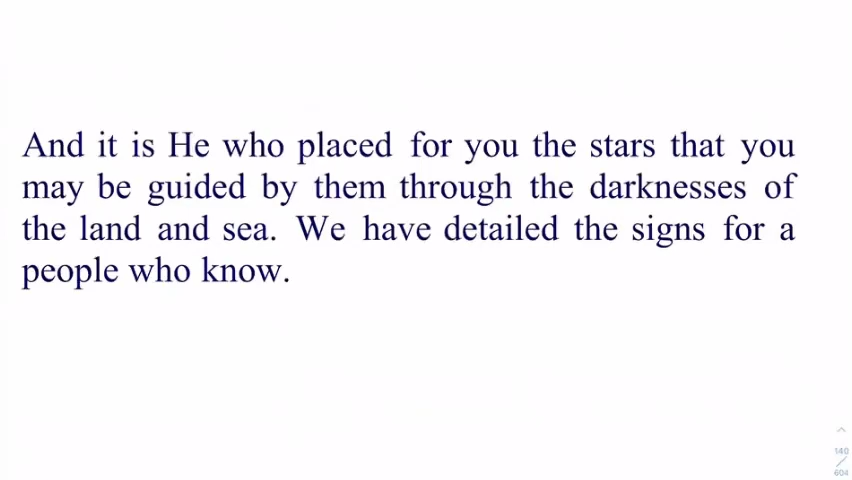 And it is He who placed for you the stars that you
may be guided by them through the darknesses of
the land and sea. We have detailed the signs for a
people who know.
140
/
604